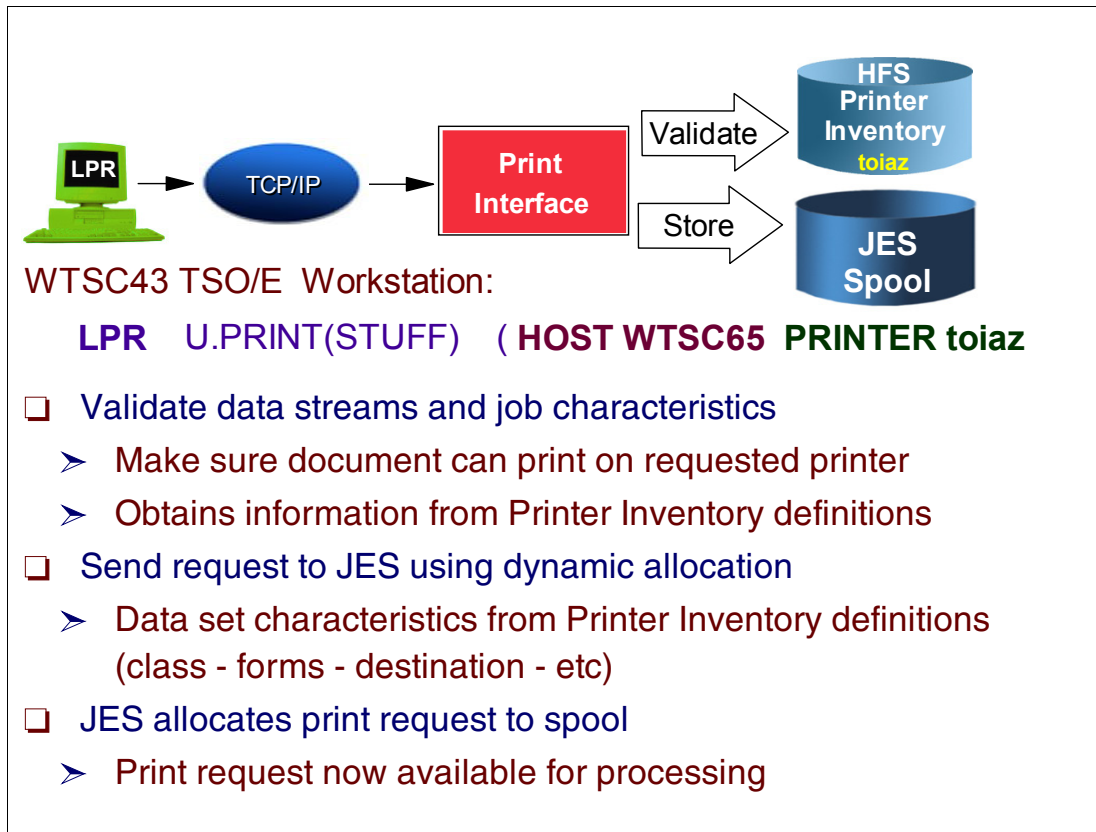 LPR
TCP/IP
Print
Interface
Validate
Store
HFS
Printer
Inventory
toiaz
JES
Spool
WTSC43 TSO/E Workstation:
LPR U.PRINT(STUFF) ( HOST WTSC65 PRINTER toiaz
Validate data streams and job characteristics
Make sure document can print on requested printer
Obtains information from Printer Inventory definitions
Send request to JES using dynamic allocation
Data set characteristics from Printer Inventory definitions
(class - forms - destination - etc)
JES allocates print request to spool
Print request now available for processing